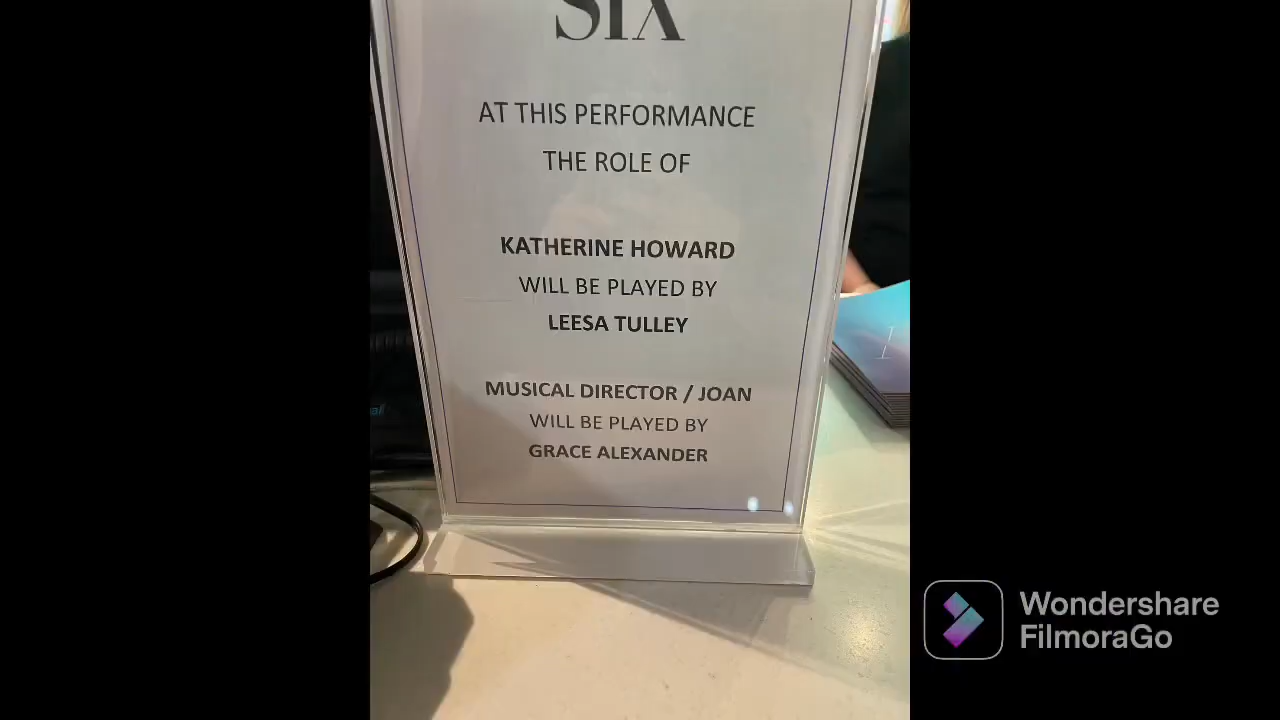 SIX
AT THIS PERFORMANCE
THE ROLE OF
KATHERINE HOWARD
WILL BE PLAYED BY
LEESA TULLEY
MUSICAL DIRECTOR / JOAN
WILL BE PLAYED BY
GRACE ALEXANDER
Wondershare
FilmoraGo